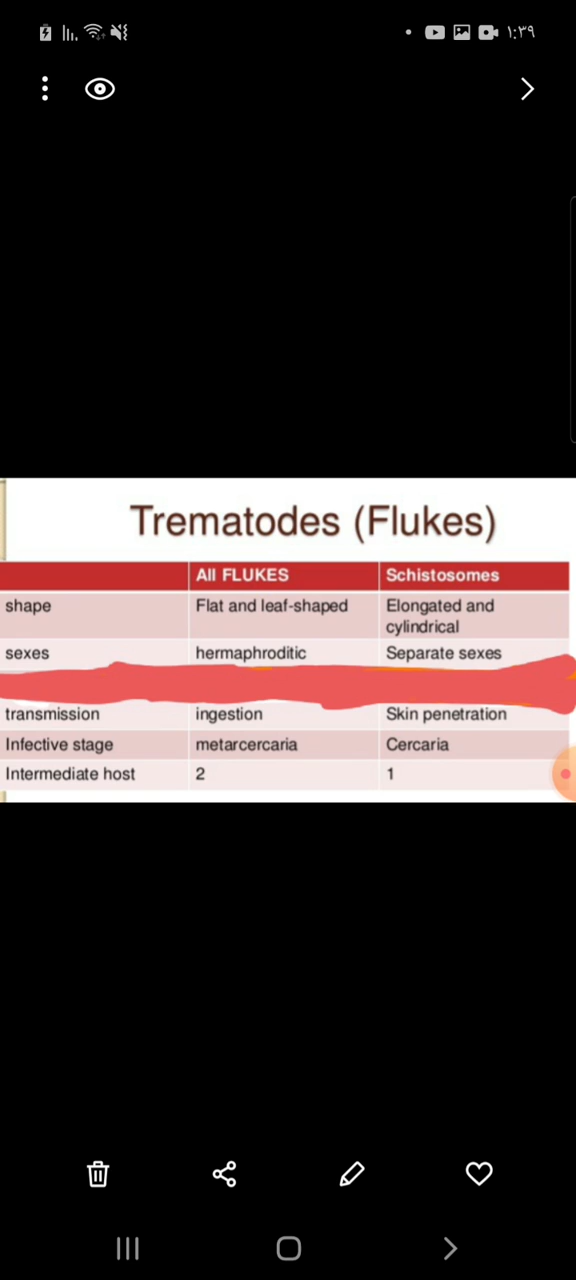 ١:٣٩
Trematodes (Flukes)
All FLUKES Schistosomes
shape Flat and leaf-shaped Elongated and
cylindrical
sexes hermaphroditic Separate sexes
transmission ingestion Skin penetration
Infective stage metarcercaria Cercaria
Intermediate host 2 1